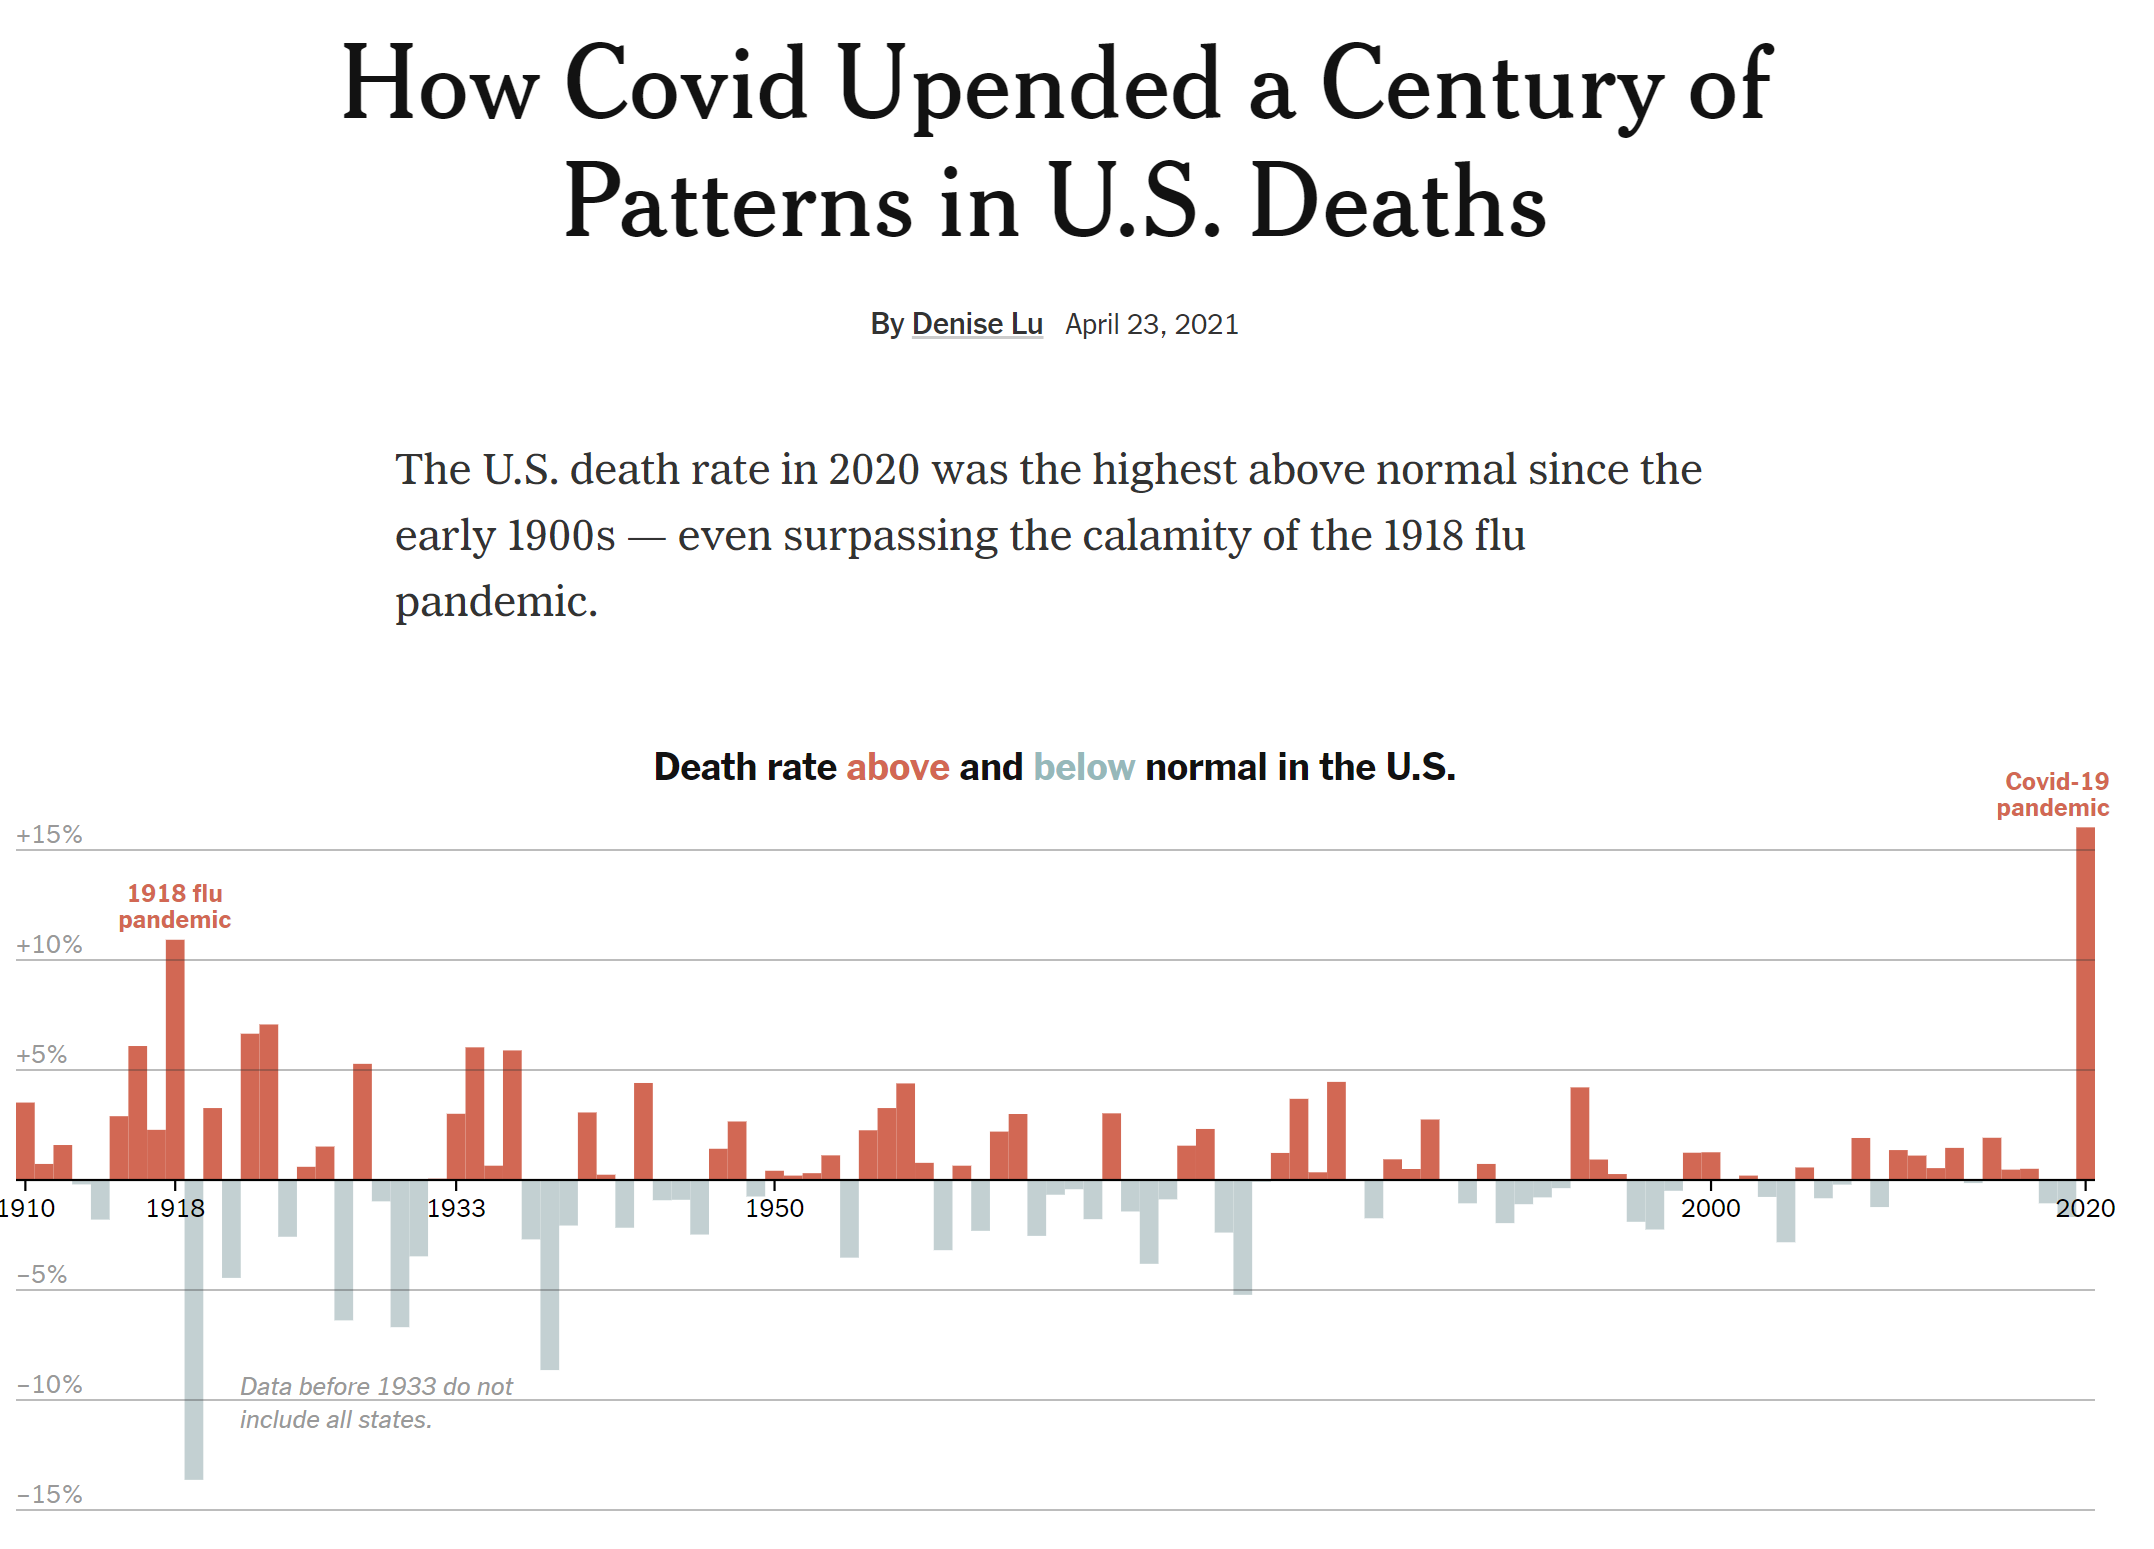 How Covid Upended a Century of
Patterns in U.S. Deaths
By Denise Lu April 23, 2021
The U.S. death rate in 2020 was the highest above normal since the
early 1900s — even surpassing the calamity of the 1918 flu
pandemic.
Death rate above and below normal in the U.S.
Covid-19
pandemic
+15%
1918 flu
pandemic
+10%
+5%
1910 1918 1933 1950 2000 2020
−5%
−10%
Data before 1933 do not
include all states.
−15%